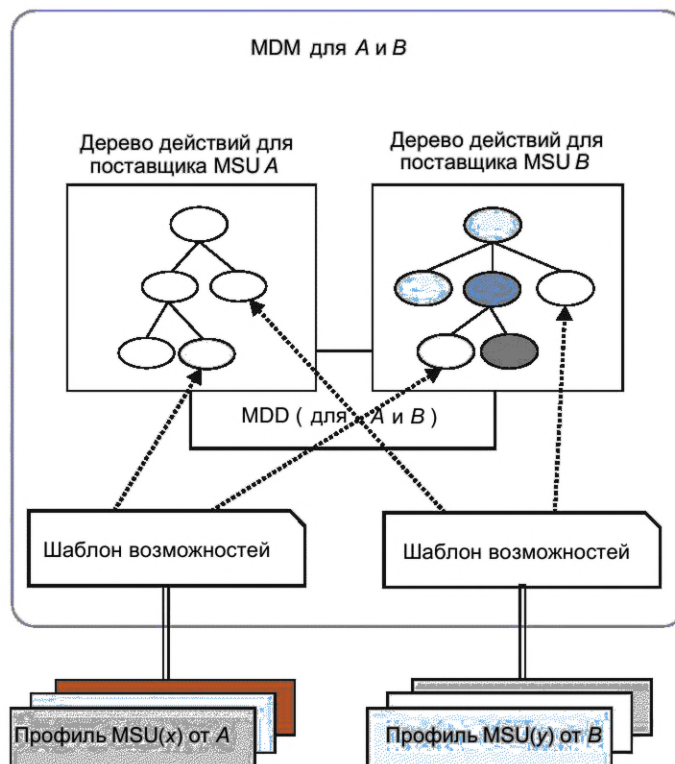 MDM для A и B
Дерево действий для
поставщика MSU A
Дерево действий для
поставщика MSU B
MDD ( для A и B )
Шаблон возможностей
Шаблон возможностей
Профиль MSU(x) от A
Профиль MSU(y) от B